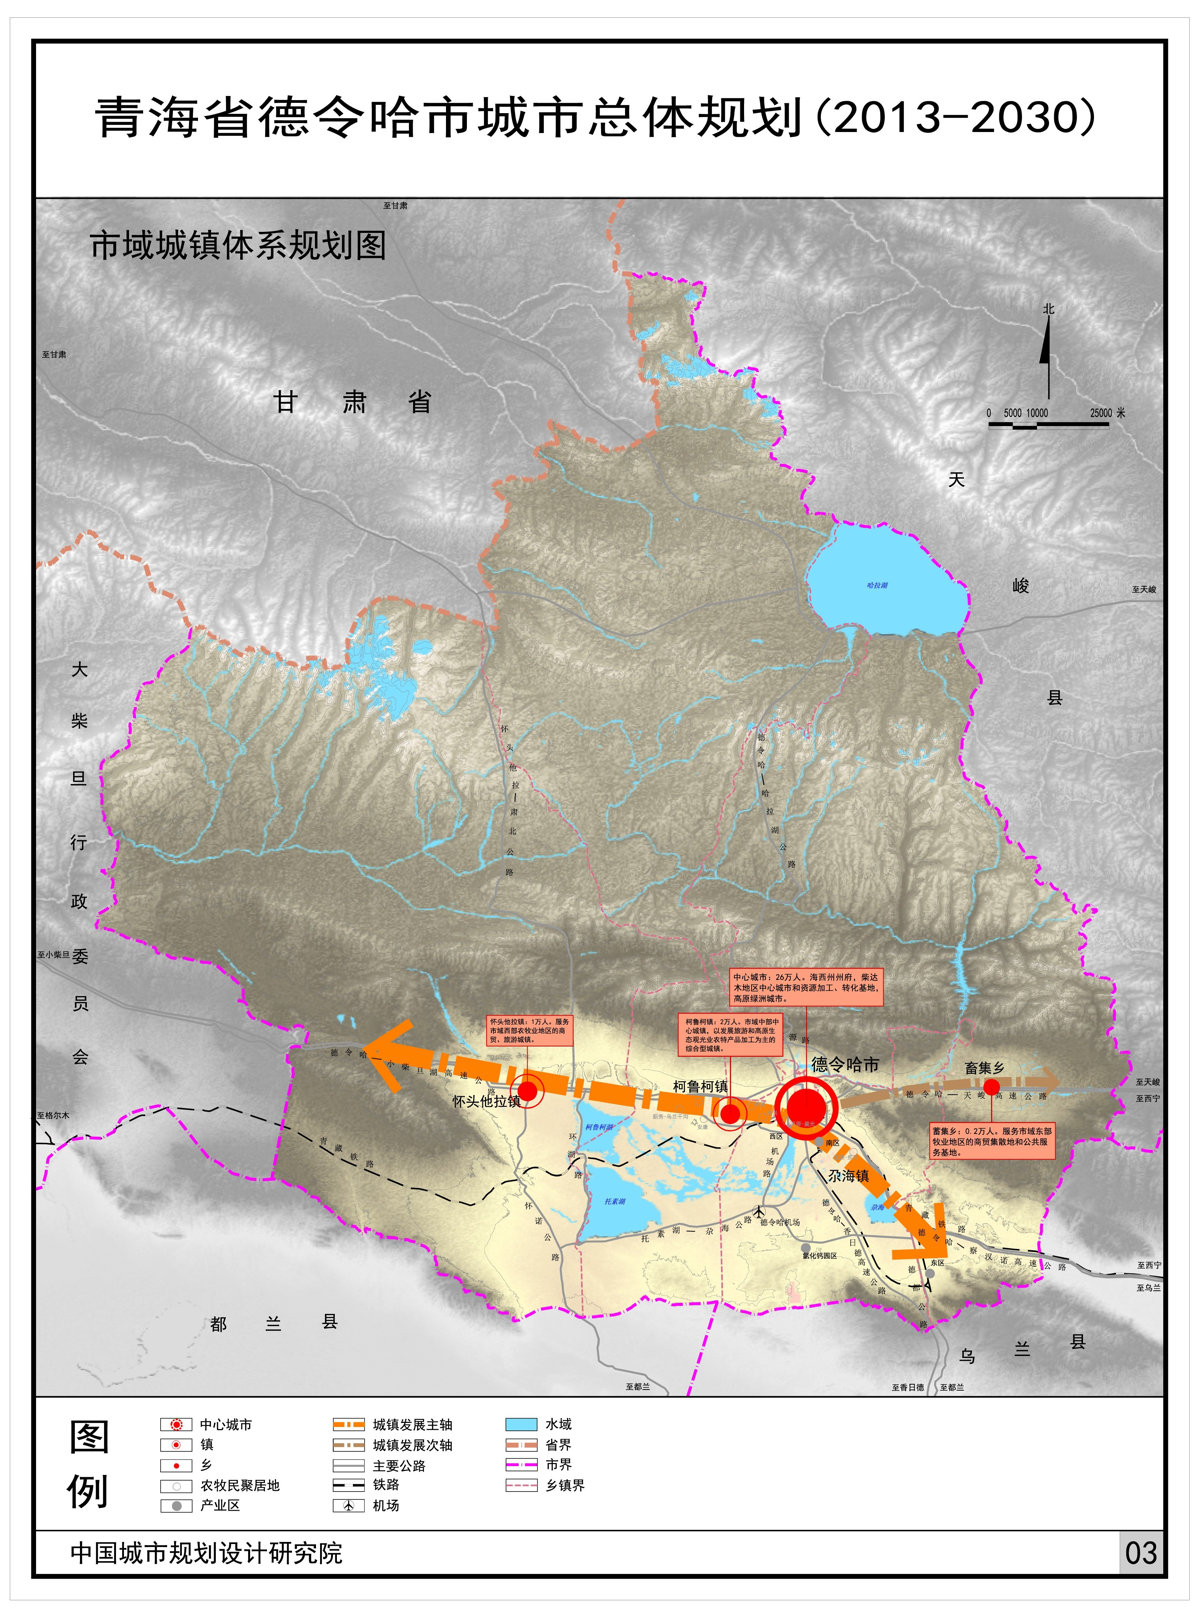 青海省德令哈市城市总体规划(2013-2030)
市域城镇体系规划图
至甘肃
至甘肃
甘肃省
北
0 5000 10000 25000 米
天峻县
至天峻
哈拉湖
大柴旦行政委员会
怀头他拉—肃北公路
德令哈—哈拉湖公路
至小柴旦
中心城市：26万人。海西州州府，柴达
木地区中心城市和资源加工、转化基地，
高原绿洲城市。
怀头他拉镇：1万人。服务
市域西部农牧业地区的商
贸、旅游城镇。
柯鲁柯镇：2万人。市域中部中
心城镇，以发展旅游和高原生
态观光业农特产品加工为主的
综合型城镇。
德令哈—小柴旦湖高速公路
德令哈市
畜集乡
柯鲁柯镇
怀头他拉镇
德令哈—天峻高速公路
至天峻
至西宁
至格尔木
畜集乡：0.2万人。服务市域东部
牧业地区的商贸集散地和公共服
务基地。
青藏铁路
柯鲁柯湖
环湖路
西区
南区
机场路
尕海镇
托素湖
尕海
怀诺公路
托素湖—尕海公路
德令哈机场
氯化钙园区
德令哈—香日德高速公路
青藏铁路
德令哈—察汉诺高速公路
东区
德都公路
至西宁
至乌兰
都兰县
乌兰县
至都兰
至香日德
至都兰
图例
中心城市
镇
乡
农牧民聚居地
产业区
城镇发展主轴
城镇发展次轴
主要公路
铁路
机场
水域
省界
市界
乡镇界
中国城市规划设计研究院
03